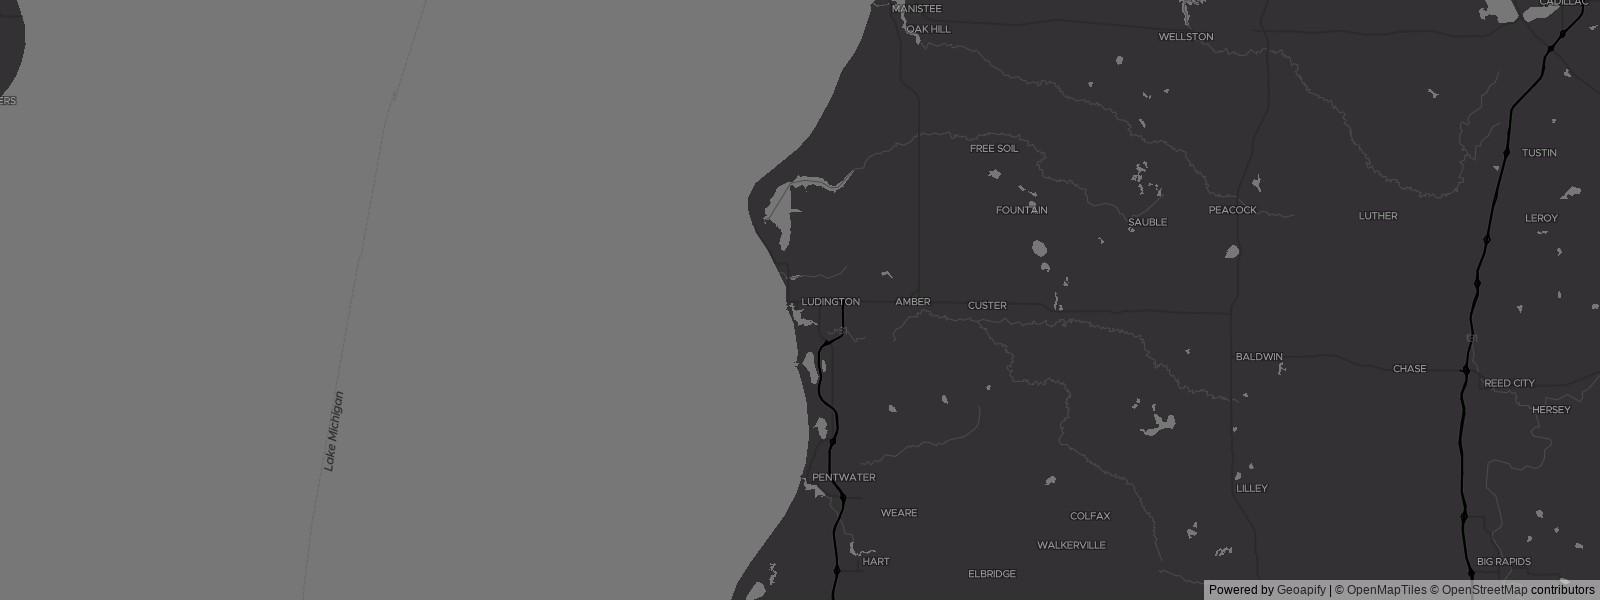 MANISTEE
CADILLAC
OAK HILL
WELLSTON
ERS
FREE SOIL
TUSTIN
FOUNTAIN
PEACOCK
SAUBLE
LUTHER
LEROY
LUDINGTON
AMBER
CUSTER
31
131
BALDWIN
CHASE
REED CITY
HERSEY
Lake Michigan
PENTWATER
LILLEY
WEARE
COLFAX
WALKERVILLE
HART
BIG RAPIDS
ELBRIDGE
Powered by Geoapify | © OpenMapTiles © OpenStreetMap contributors